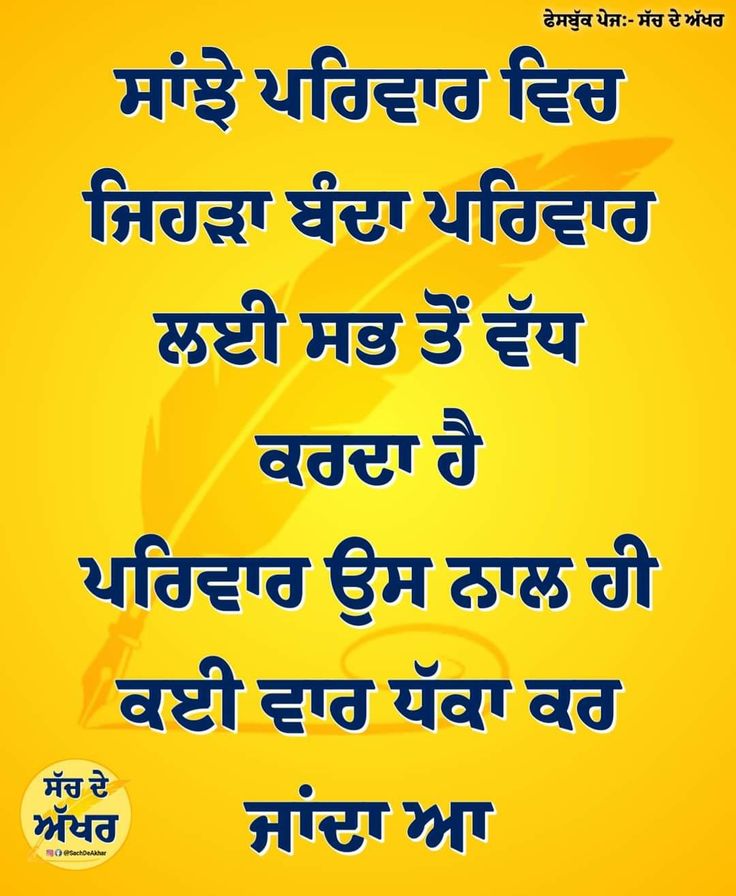 ਫੇਸਬੁੱਕ ਪੇਜ:- ਸੱਚ ਦੇ ਅੱਖਰ
ਸਾਂਝੇ ਪਰਿਵਾਰ ਵਿਚ
ਜਿਹੜਾ ਬੰਦਾ ਪਰਿਵਾਰ
ਲਈ ਸਭ ਤੋਂ ਵੱਧ
ਕਰਦਾ ਹੈ
ਪਰਿਵਾਰ ਉਸ ਨਾਲ ਹੀ
ਕਈ ਵਾਰ ਧੱਕਾ ਕਰ
ਜਾਂਦਾ ਆ
ਸੱਚ ਦੇ
ਅੱਖਰ
@SachDeAkhar